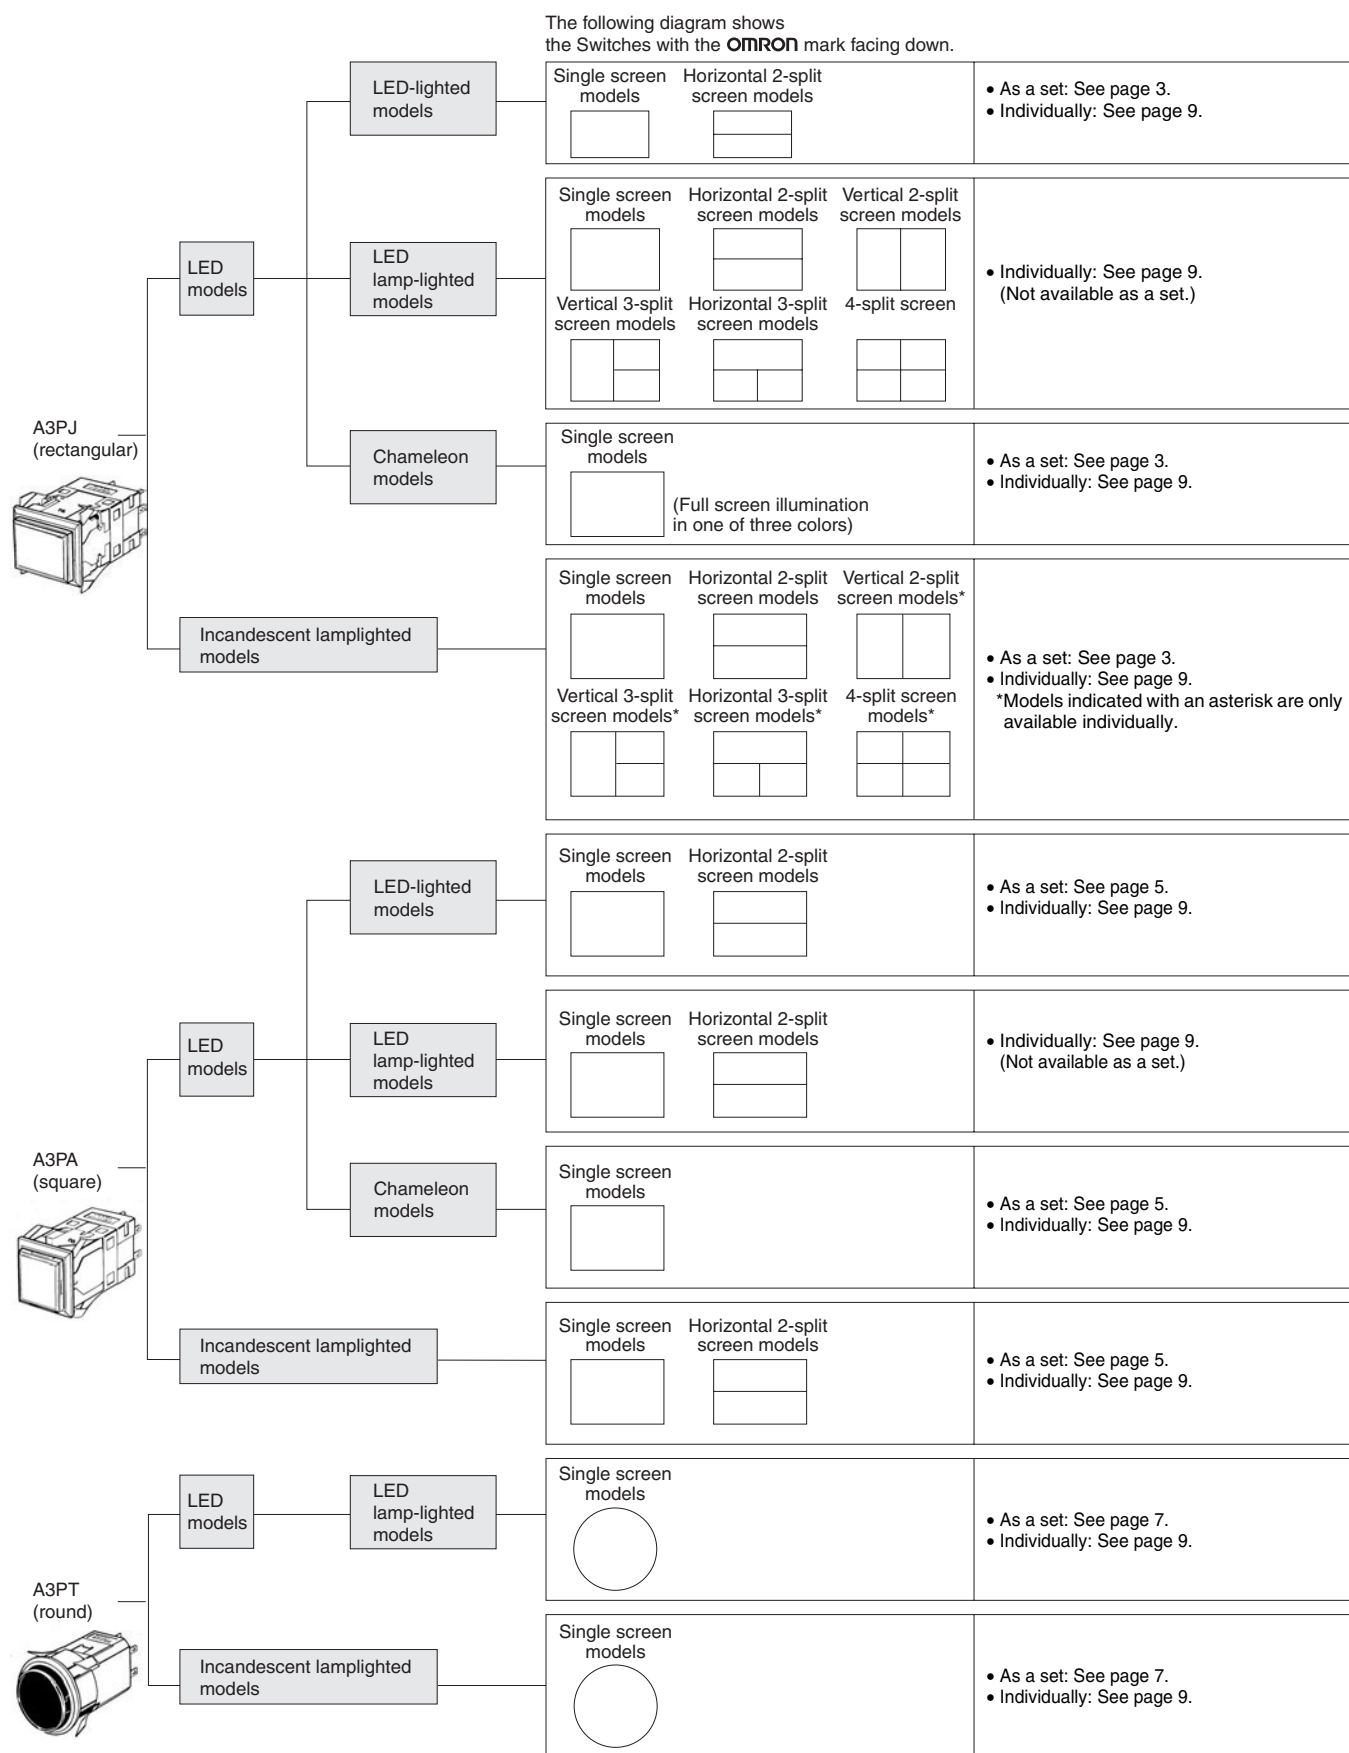 The following diagram shows
the Switches with the OMRON mark facing down.
LED-lighted
models
Single screen
models
Horizontal 2-split
screen models
• As a set: See page 3.
• Individually: See page 9.
A3PJ
(rectangular)
LED
models
LED
lamp-lighted
models
Single screen
models
Horizontal 2-split
screen models
Vertical 2-split
screen models
Vertical 3-split
screen models
Horizontal 3-split
screen models
4-split screen
• Individually: See page 9.
(Not available as a set.)
Chameleon
models
Single screen
models
(Full screen illumination
in one of three colors)
• As a set: See page 3.
• Individually: See page 9.
Incandescent lamplighted
models
Single screen
models
Horizontal 2-split
screen models
Vertical 2-split
screen models*
Vertical 3-split
screen models*
Horizontal 3-split
screen models*
4-split screen
models*
• As a set: See page 3.
• Individually: See page 9.
*Models indicated with an asterisk are only
available individually.
LED-lighted
models
Single screen
models
Horizontal 2-split
screen models
• As a set: See page 5.
• Individually: See page 9.
A3PA
(square)
LED
models
LED
lamp-lighted
models
Single screen
models
Horizontal 2-split
screen models
• Individually: See page 9.
(Not available as a set.)
Chameleon
models
Single screen
models
• As a set: See page 5.
• Individually: See page 9.
Incandescent lamplighted
models
Single screen
models
Horizontal 2-split
screen models
• As a set: See page 5.
• Individually: See page 9.
A3PT
(round)
LED
models
LED
lamp-lighted
models
Single screen
models
• As a set: See page 7.
• Individually: See page 9.
Incandescent lamplighted
models
Single screen
models
• As a set: See page 7.
• Individually: See page 9.